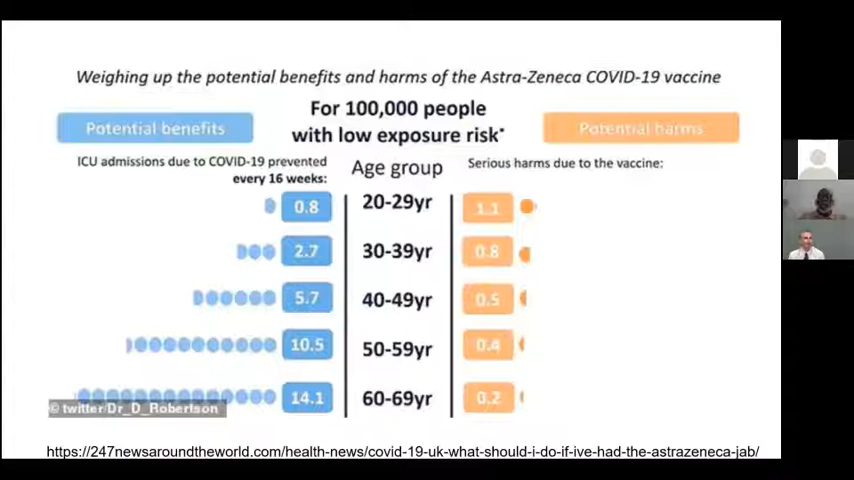 Weighing up the potential benefits and harms of the Astra-Zeneca COVID-19 vaccine
For 100,000 people
with low exposure risk*
Potential benefits
Potential harms
ICU admissions due to COVID-19 prevented
every 16 weeks:
Age group
Serious harms due to the vaccine:
0.8 20-29yr 1.1
2.7 30-39yr 0.8
5.7 40-49yr 0.5
10.5 50-59yr 0.4
14.1 60-69yr 0.2
© twitter/Dr_D_Robertson
https://247newsaroundtheworld.com/health-news/covid-19-uk-what-should-i-do-if-ive-had-the-astrazeneca-jab/